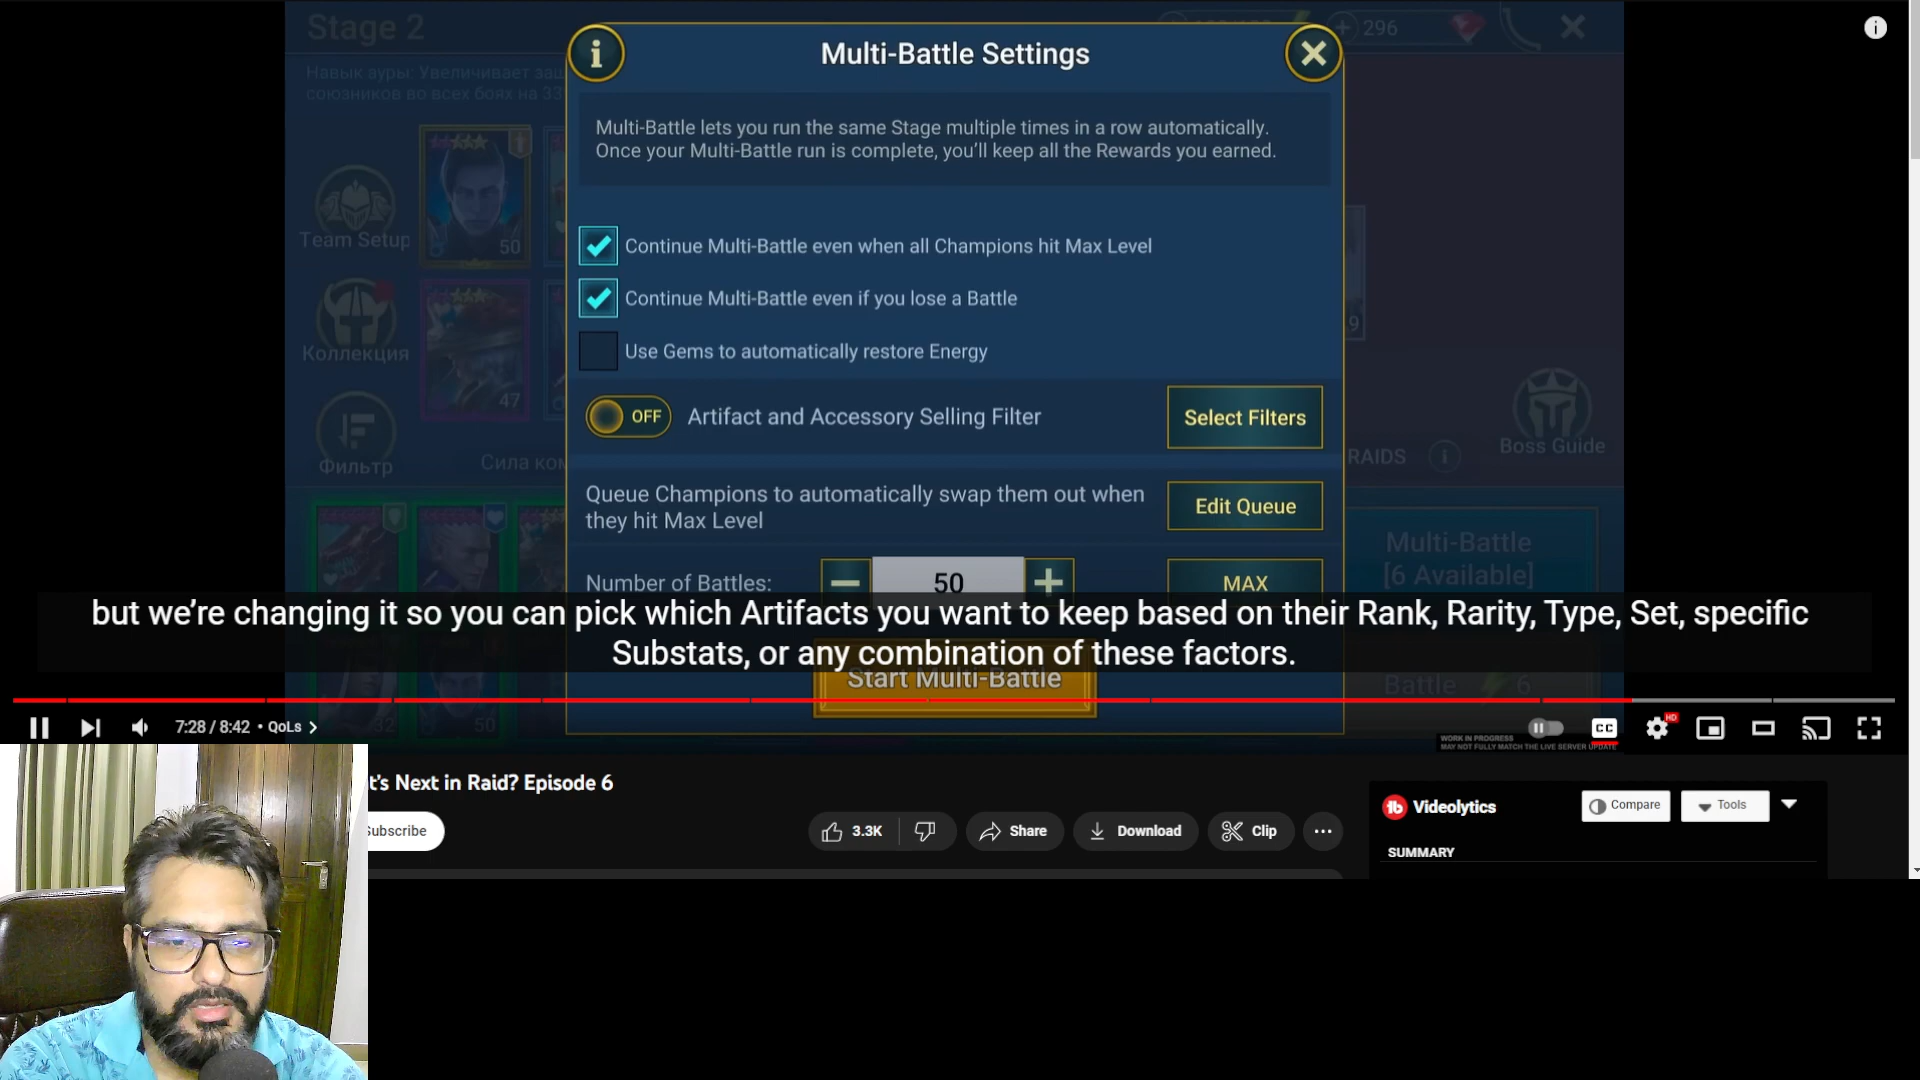 Stage 2
Multi-Battle Settings
296
Навык ауры: Увеличивает защ
союзников во всех боях на 33
Multi-Battle lets you run the same Stage multiple times in a row automatically.
Once your Multi-Battle run is complete, you'll keep all the Rewards you earned.
Team Setup
50
Continue Multi-Battle even when all Champions hit Max Level
Continue Multi-Battle even if you lose a Battle
9
Коллекция
Use Gems to automatically restore Energy
47
OFF
Artifact and Accessory Selling Filter
Select Filters
Boss Guide
Фильтр
Сила ком
RAIDS
Queue Champions to automatically swap them out when
they hit Max Level
Edit Queue
Multi-Battle
[6 Available]
Number of Battles:
50
MAX
but we're changing it so you can pick which Artifacts you want to keep based on their Rank, Rarity, Type, Set, specific
Substats, or any combination of these factors.
Start Multi-Battle
Battle 6
32
50
7:28 / 8:42 • QoLs
CC
HD
WORK IN PROGRESS
MAY NOT FULLY MATCH THE LIVE SERVER UPDATE
t's Next in Raid? Episode 6
ubscribe
3.3K
Share
Download
Clip
Videolytics
Compare
Tools
SUMMARY